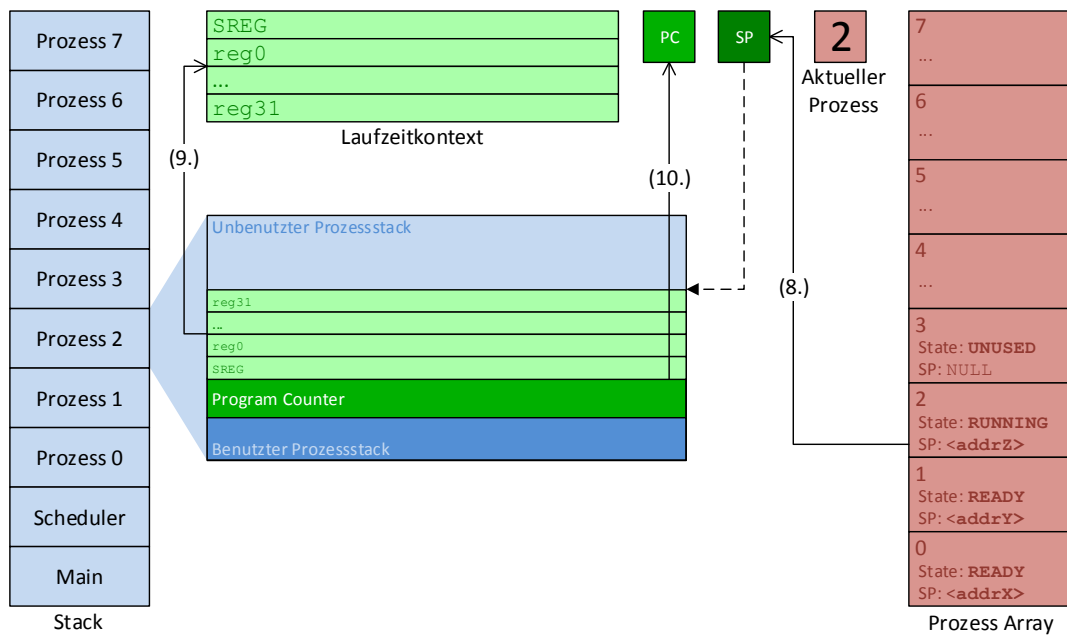 Prozess 7
Prozess 6
Prozess 5
Prozess 4
Prozess 3
Prozess 2
Prozess 1
Prozess 0
Scheduler
Main
Stack
SREG
reg0
...
reg31
Laufzeitkontext
(9.)
Unbenutzter Prozessstack
reg31
...
reg0
SREG
Program Counter
Benutzter Prozessstack
PC
(10.)
SP
2
Aktueller
Prozess
(8.)
7
...
6
...
5
...
4
...
3
State: UNUSED
SP: NULL
2
State: RUNNING
SP: <addrZ>
1
State: READY
SP: <addrY>
0
State: READY
SP: <addrX>
Prozess Array